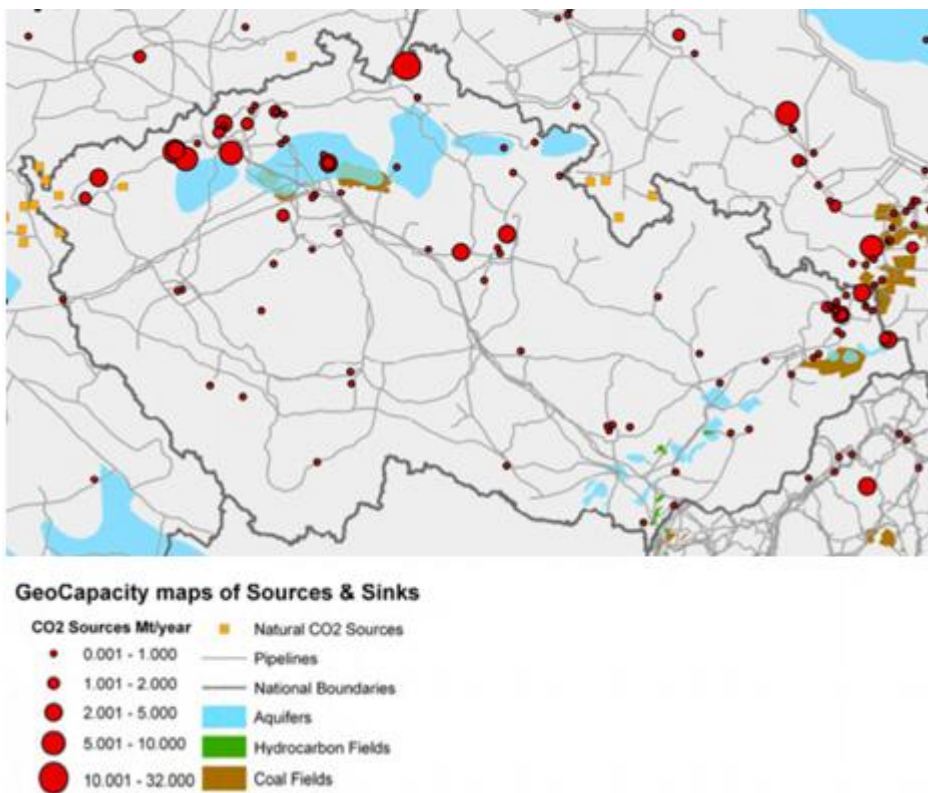 GeoCapacity maps of Sources & Sinks
CO2 Sources Mt/year
0.001 - 1.000
1.001 - 2.000
2.001 - 5.000
5.001 - 10.000
10.001 - 32.000
Natural CO2 Sources
Pipelines
National Boundaries
Aquifers
Hydrocarbon Fields
Coal Fields